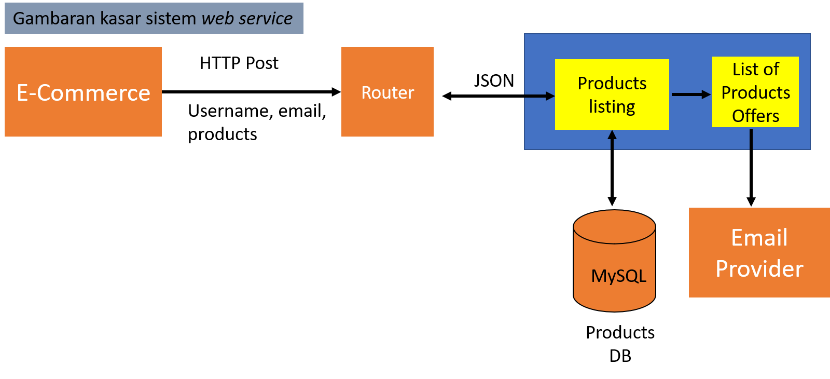 Gambaran kasar sistem web service
E-Commerce
HTTP Post
Username, email,
products
Router
JSON
Products
listing
List of
Products
Offers
MySQL
Products
DB
Email
Provider